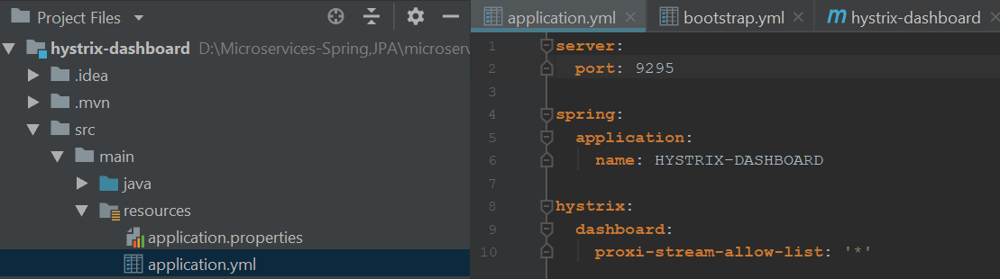 Project Files
hystrix-dashboard D:\Microservices-Spring,JPA\microserv
.idea
.mvn
src
main
java
resources
application.properties
application.yml
application.yml
bootstrap.yml
hystrix-dashboard
1 server:
2 port: 9295
3
4 spring:
5 application:
6 name: HYSTRIX-DASHBOARD
7
8 hystrix:
9 dashboard:
10 proxi-stream-allow-list: '*'